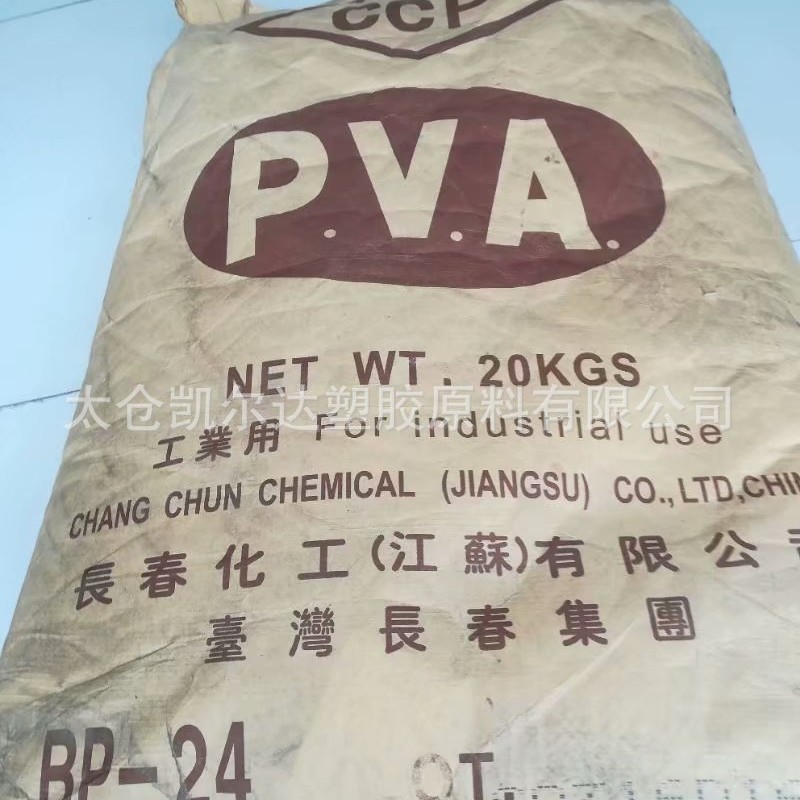 CCP
P.V.A.
NET WT. 20KGS
太仓凯尔达塑胶原料有限公司
工業用 For industrial use
CHANG CHUN CHEMICAL (JIANGSU) CO.,LTD,CHIN
長春化工(江蘇)有限公司
臺灣長春集團
BP-24